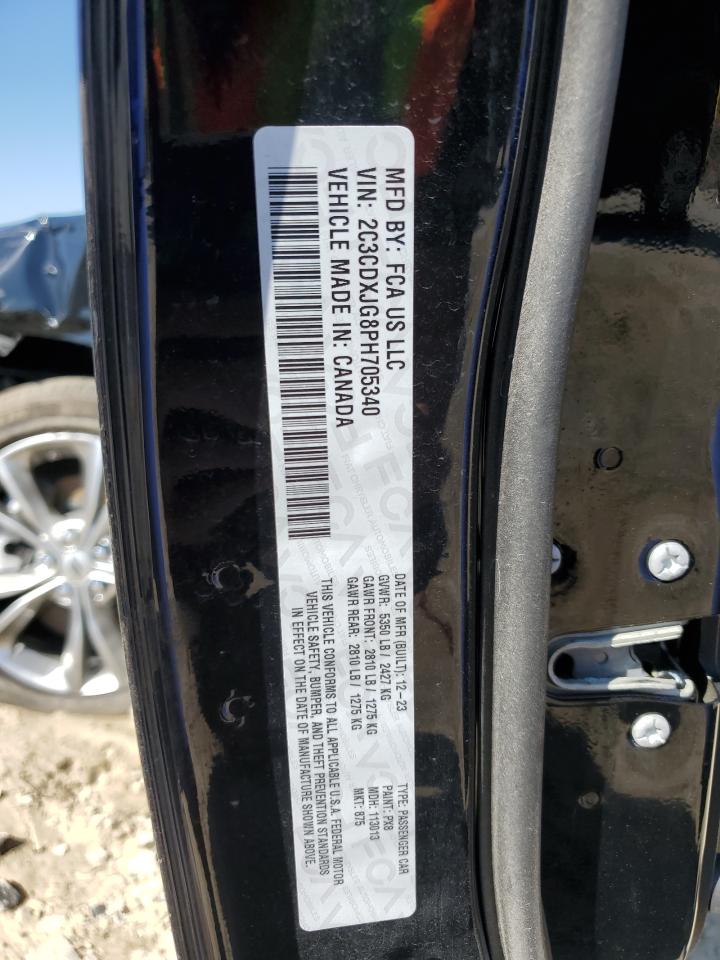 MFD BY: FCA US LLC
VIN: 2C3CDXJG8PH705340
VEHICLE MADE IN: CANADA
DATE OF MFR (BUILT): 12-23
GVWR: 5350 LB / 2427 KG
GAWR FRONT: 2810 LB / 1275 KG
GAWR REAR: 2810 LB / 1275 KG
TYPE: PASSENGER CAR
PAINT: PX8
MDH: 113013
MKT: 875
THIS VEHICLE CONFORMS TO ALL APPLICABLE U.S.A. FEDERAL MOTOR
VEHICLE SAFETY, BUMPER, AND THEFT PREVENTION STANDARDS
IN EFFECT ON THE DATE OF MANUFACTURE SHOWN ABOVE.